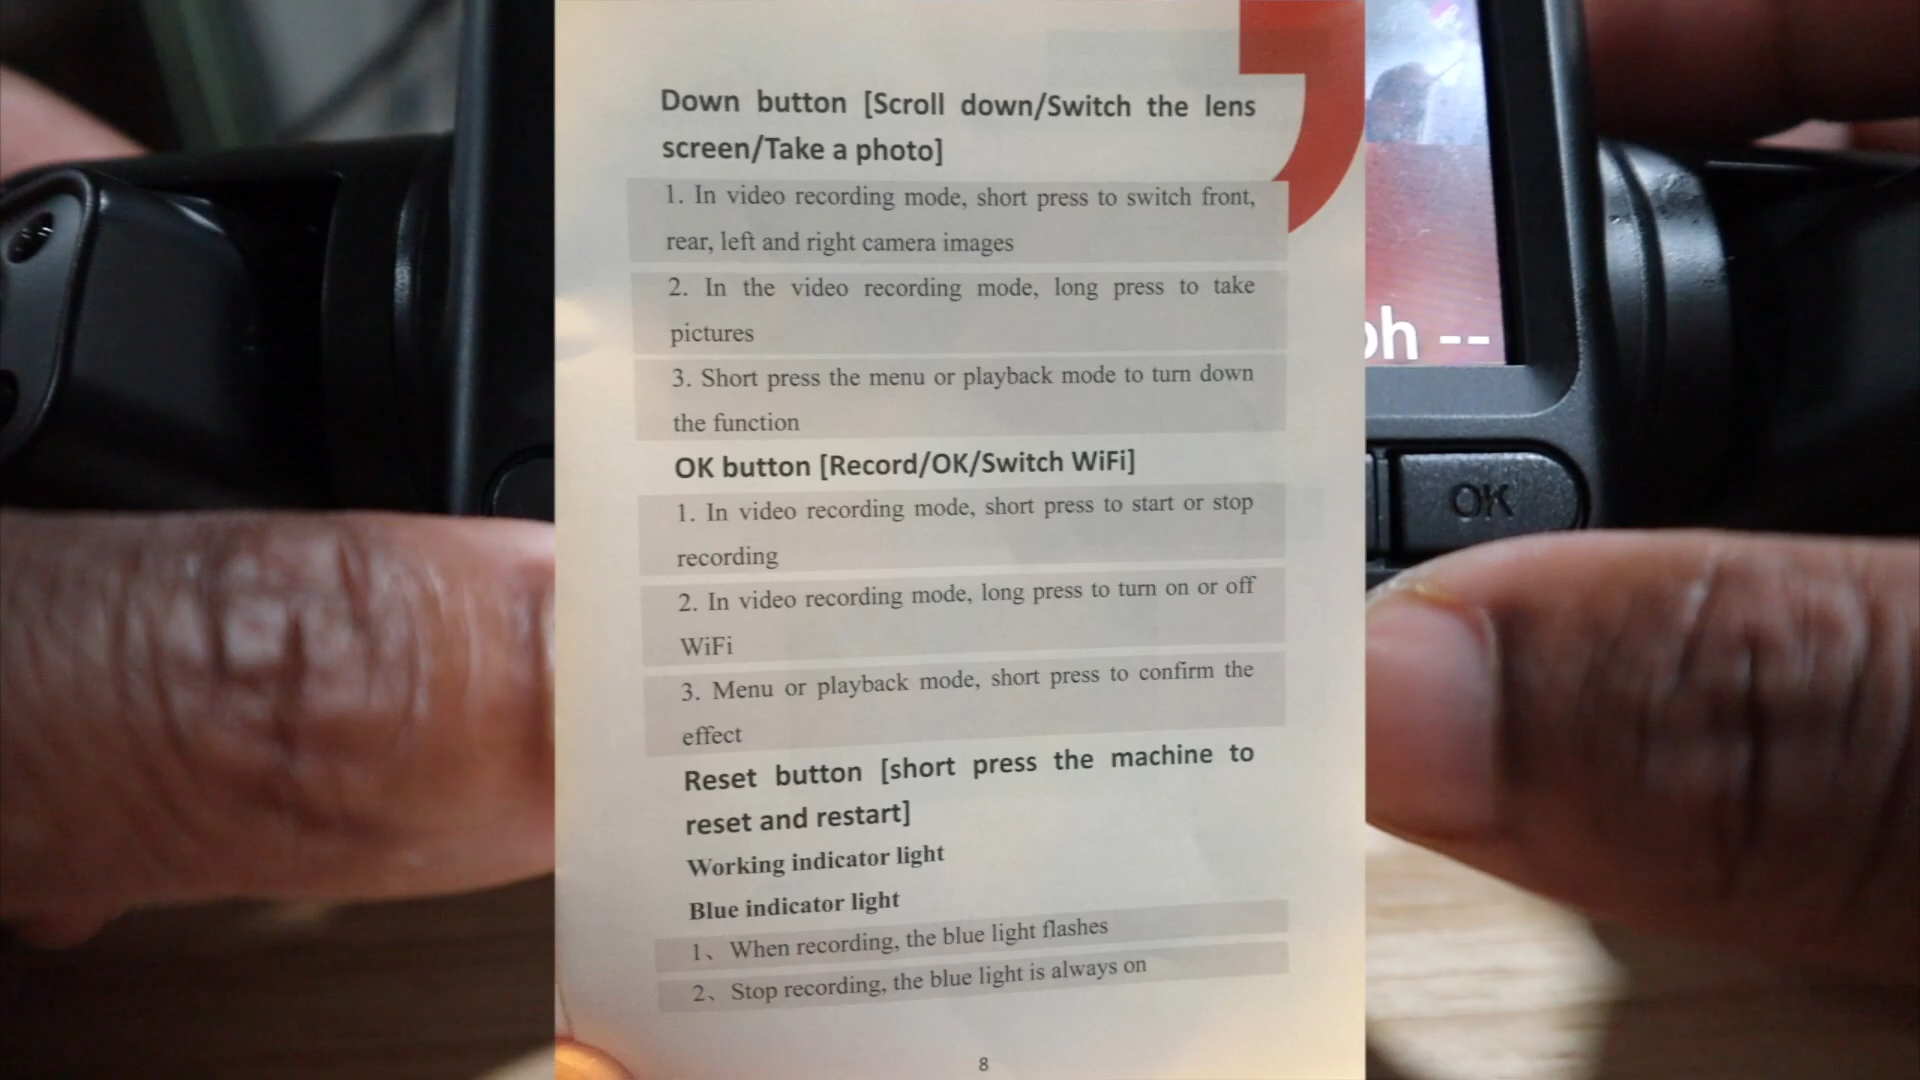 Down button [Scroll down/Switch the lens
screen/Take a photo]
1. In video recording mode, short press to switch front,
rear, left and right camera images
2. In the video recording mode, long press to take
pictures
3. Short press the menu or playback mode to turn down
the function
OK button [Record/OK/Switch WiFi]
1. In video recording mode, short press to start or stop
recording
2. In video recording mode, long press to turn on or off
WiFi
3. Menu or playback mode, short press to confirm the
effect
Reset button [short press the machine to
reset and restart]
Working indicator light
Blue indicator light
1、When recording, the blue light flashes
2、Stop recording, the blue light is always on
8
--
OK